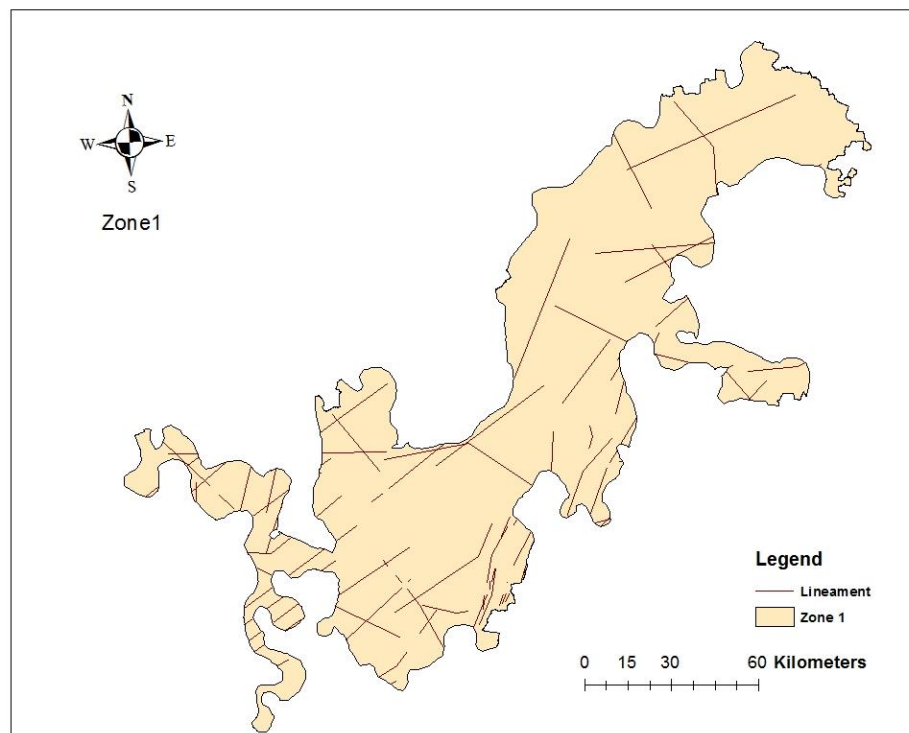 N
W E
S
Zone1
Legend
Lineament
Zone 1
0 15 30 60 Kilometers